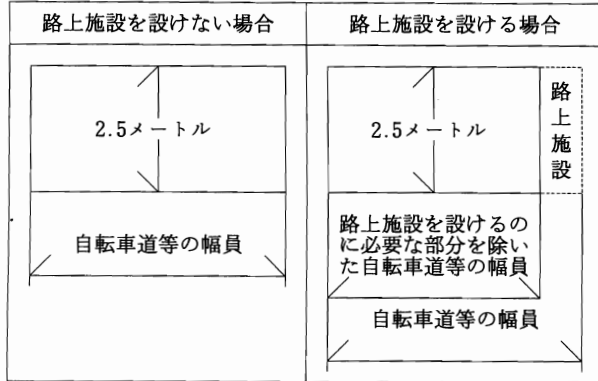 路上施設を設けない場合
路上施設を設ける場合
2.5メートル
自転車道等の幅員
2.5メートル
路上施設
路上施設を設けるの
に必要な部分を除い
た自転車道等の幅員
自転車道等の幅員